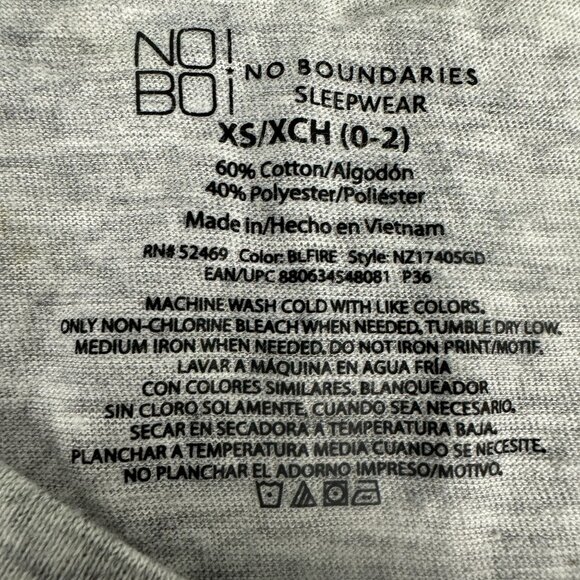 NO!
BO!
NO BOUNDARIES
SLEEPWEAR
XS/XCH (0-2)
60% Cotton/Algodón
40% Polyester/Poliéster
Made in/Hecho en Vietnam
RN# 52469 Color: BLFIRE Style: NZ1740SGD
EAN/UPC 880634548081 P36
MACHINE WASH COLD WITH LIKE COLORS.
ONLY NON-CHLORINE BLEACH WHEN NEEDED. TUMBLE DRY LOW.
MEDIUM IRON WHEN NEEDED. DO NOT IRON PRINT/MOTIF.
LAVAR A MÁQUINA EN AGUA FRÍA
CON COLORES SIMILARES. BLANQUEADOR
SIN CLORO SOLAMENTE, CUANDO SEA NECESARIO.
SECAR EN SECADORA A TEMPERATURA BAJA.
PLANCHAR A TEMPERATURA MEDIA CUANDO SE NECESITE.
NO PLANCHAR EL ADORNO IMPRESO/MOTIVO.